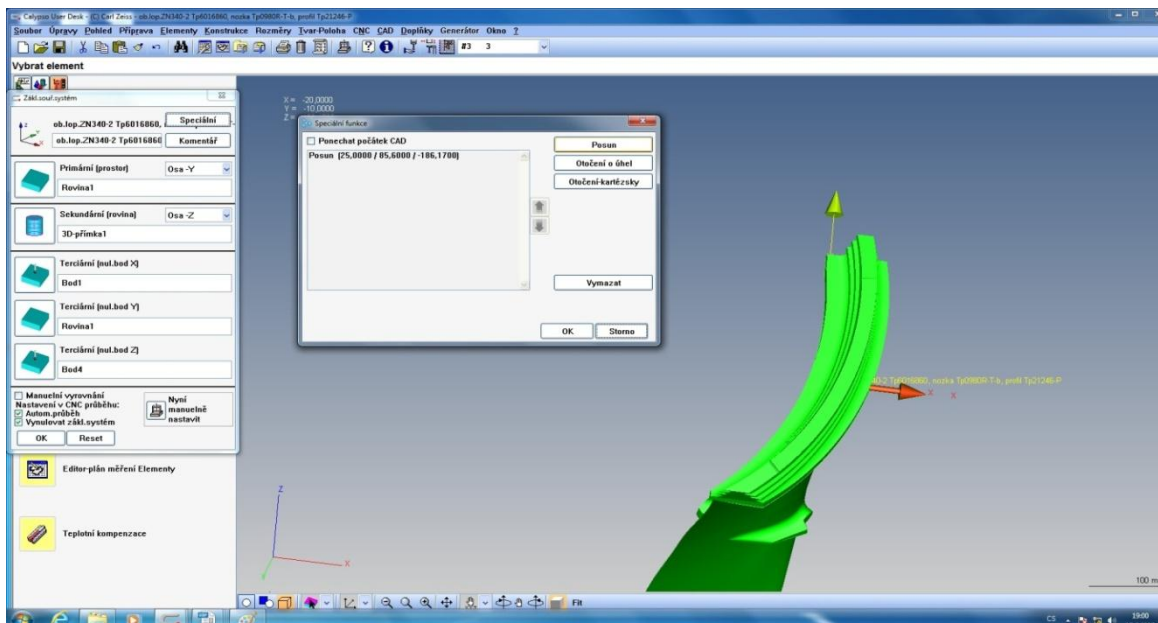 Calypso User Desk - (C) Carl Zeiss - ob.lop.ZN340-2 Tp6016860, nozka Tp0980R-T-b, profil Tp21246-P
Soubor Úpravy Pohled Příprava Elementy Konstrukce Rozměry Tvar-Poloha CNC CAD Doplňky Generátor Okno ?
#3 3
Vybrat element
Zákl.souř.systém
ob.lop.ZN340-2 Tp6016860,
Speciální
ob.lop.ZN340-2 Tp6016860
Komentář
Primární (prostor)
Osa -Y
Rovina1
Sekundární (rovina)
Osa -Z
3D-přímka1
Terciární (nul.bod X)
Bod1
Terciární (nul.bod Y)
Rovina1
Terciární (nul.bod Z)
Bod4
Manuelní vyrovnání
Nastavení v CNC průběhu:
Autom.průběh
Vynulovat zákl.systém
Nyní manuelně nastavit
OK Reset
Editor-plán měření Elementy
Teplotní kompenzace
X = -20,0000
Y = -10,0000
Z =
Speciální funkce
Ponechat počátek CAD
Posun (25,0000 / 85,6000 / -186,1700)
Posun
Otočení o úhel
Otočení-kartézsky
Vymazat
OK Storno
40-2 Tp6016860, nozka Tp0980R-T-b, profil Tp21246-P
X X
Z
X
100 m
Fit
CS 19:00